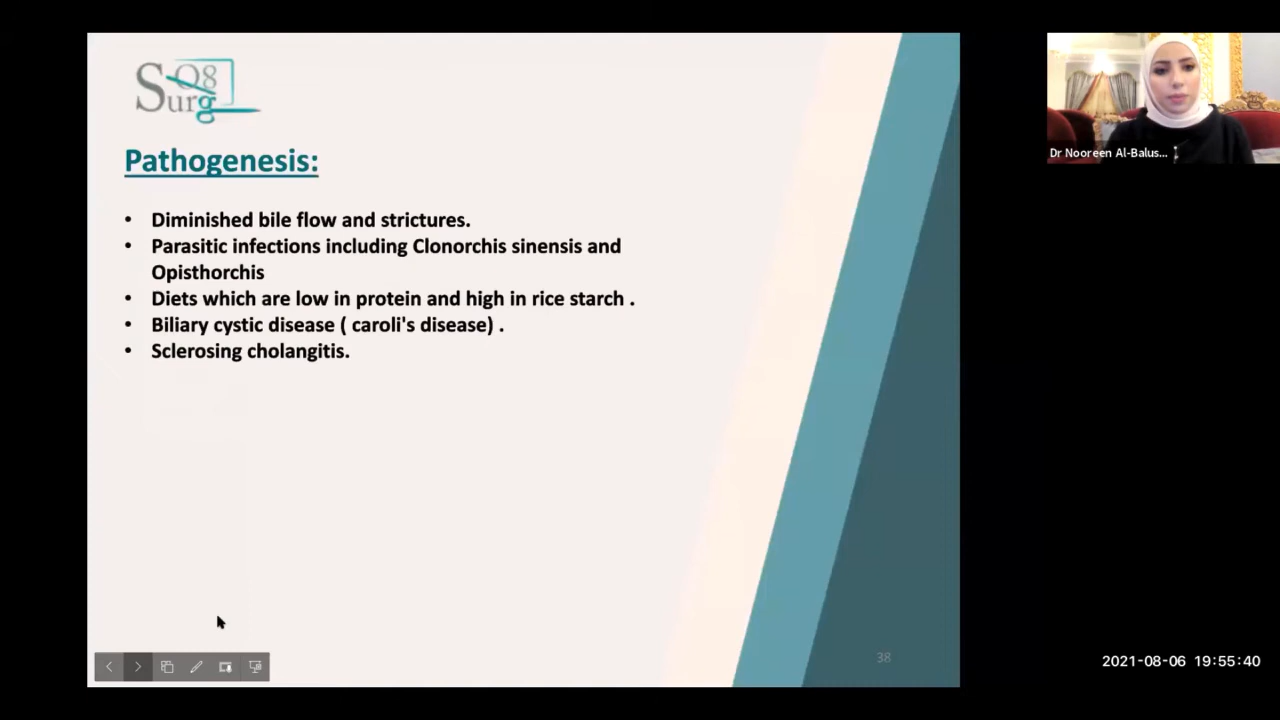 Surg Q8
Pathogenesis:
• Diminished bile flow and strictures.
• Parasitic infections including Clonorchis sinensis and
Opisthorchis
• Diets which are low in protein and high in rice starch .
• Biliary cystic disease ( caroli's disease) .
• Sclerosing cholangitis.
38
Dr Nooreen Al-Balus...
2021-08-06 19:55:40